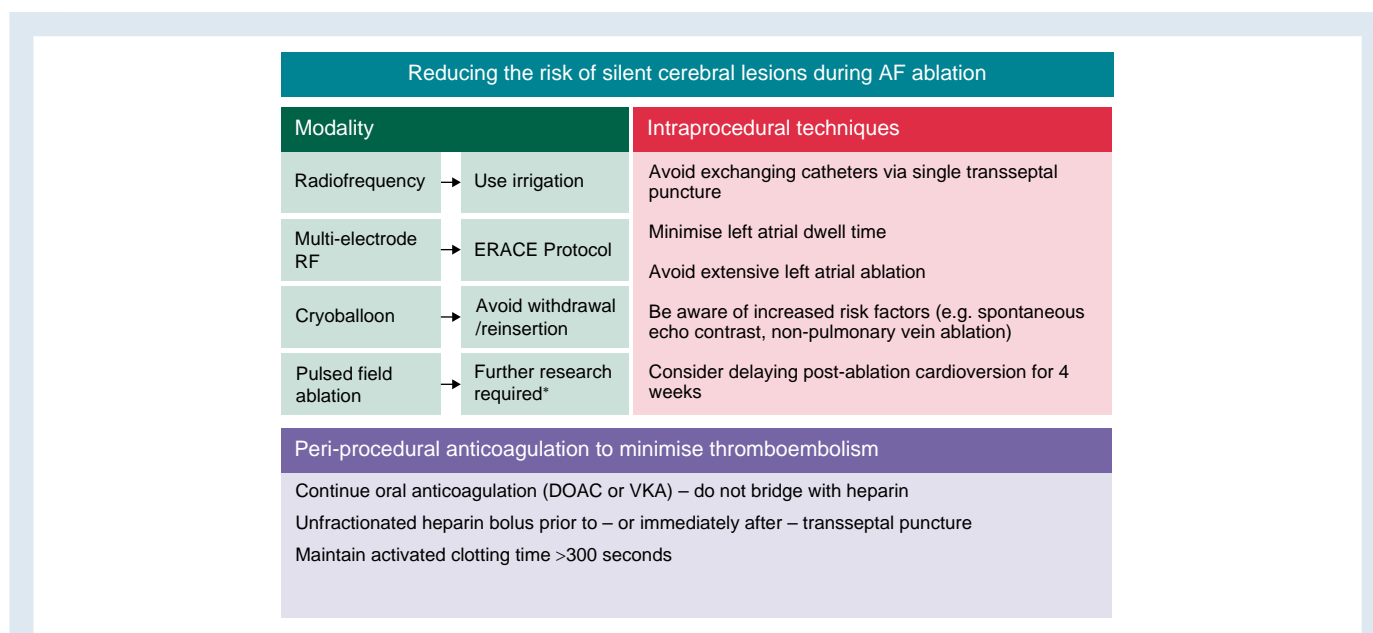 Reducing the risk of silent cerebral lesions during AF ablation
Modality
Radiofrequency
Use irrigation
Multi-electrode
RF
ERACE Protocol
Cryoballoon
Avoid withdrawal
/reinsertion
Pulsed field
ablation
Further research
required*
Intraprocedural techniques
Avoid exchanging catheters via single transseptal
puncture
Minimise left atrial dwell time
Avoid extensive left atrial ablation
Be aware of increased risk factors (e.g. spontaneous
echo contrast, non-pulmonary vein ablation)
Consider delaying post-ablation cardioversion for 4
weeks
Peri-procedural anticoagulation to minimise thromboembolism
Continue oral anticoagulation (DOAC or VKA) – do not bridge with heparin
Unfractionated heparin bolus prior to – or immediately after – transseptal puncture
Maintain activated clotting time >300 seconds